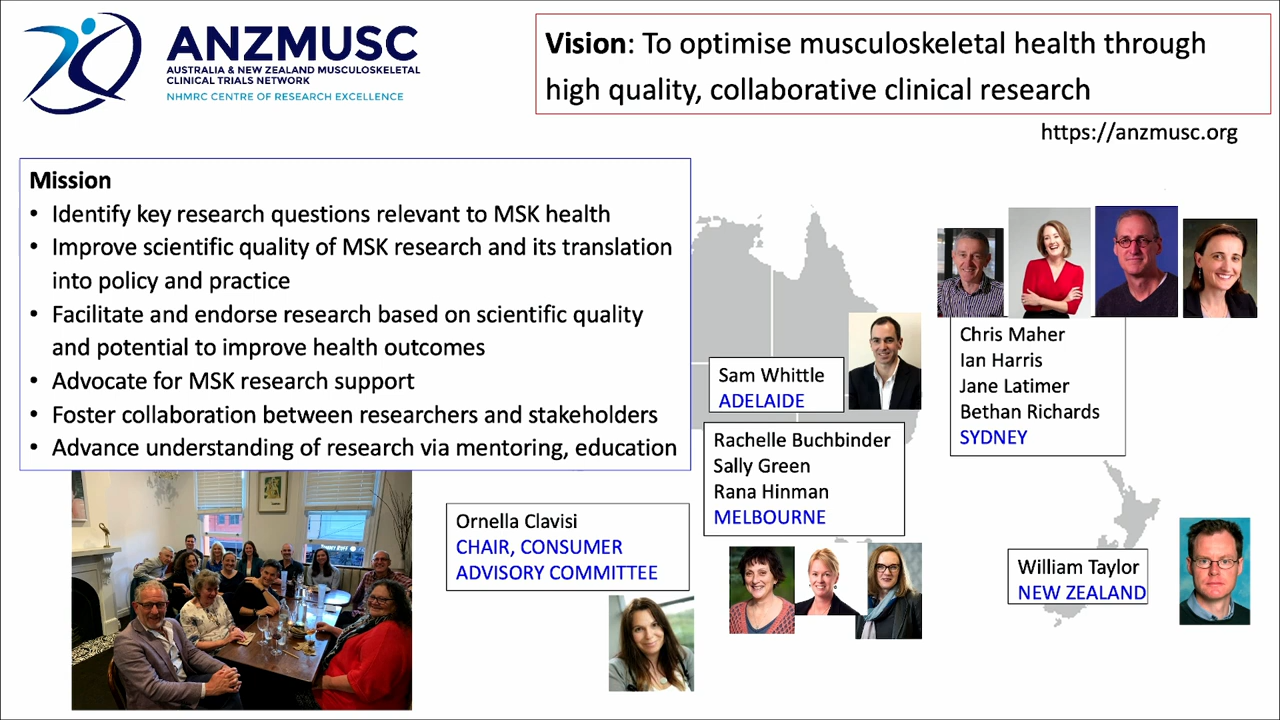 ANZMUSC
AUSTRALIA & NEW ZEALAND MUSCULOSKELETAL
CLINICAL TRIALS NETWORK
NHMRC CENTRE OF RESEARCH EXCELLENCE
Vision: To optimise musculoskeletal health through
high quality, collaborative clinical research
https://anzmusc.org
Mission
• Identify key research questions relevant to MSK health
• Improve scientific quality of MSK research and its translation
into policy and practice
• Facilitate and endorse research based on scientific quality
and potential to improve health outcomes
• Advocate for MSK research support
• Foster collaboration between researchers and stakeholders
• Advance understanding of research via mentoring, education
Sam Whittle
ADELAIDE
Chris Maher
Ian Harris
Jane Latimer
Bethan Richards
SYDNEY
Rachelle Buchbinder
Sally Green
Rana Hinman
MELBOURNE
Ornella Clavisi
CHAIR, CONSUMER
ADVISORY COMMITTEE
William Taylor
NEW ZEALAND